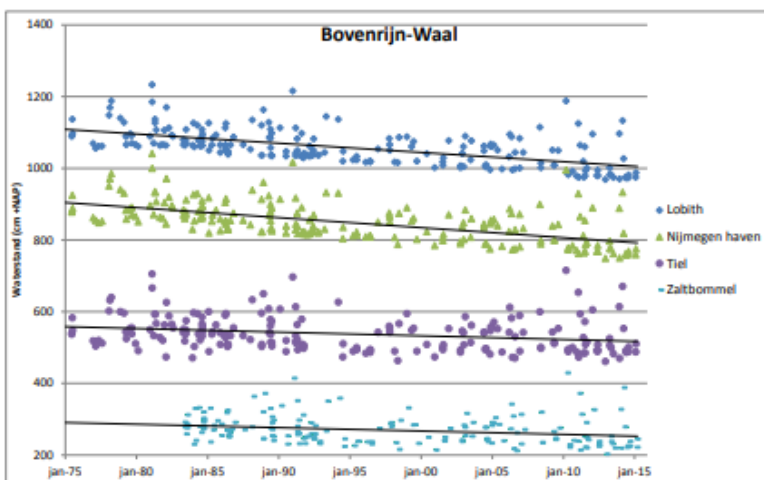 Bovenrijn-Waal
1400
1200
1000
800
600
400
200
Waterstand (cm +NAP)
jan-75 jan-80 jan-85 jan-90 jan-95 jan-00 jan-05 jan-10 jan-15
Lobith
Nijmegen haven
Tiel
Zaltbommel